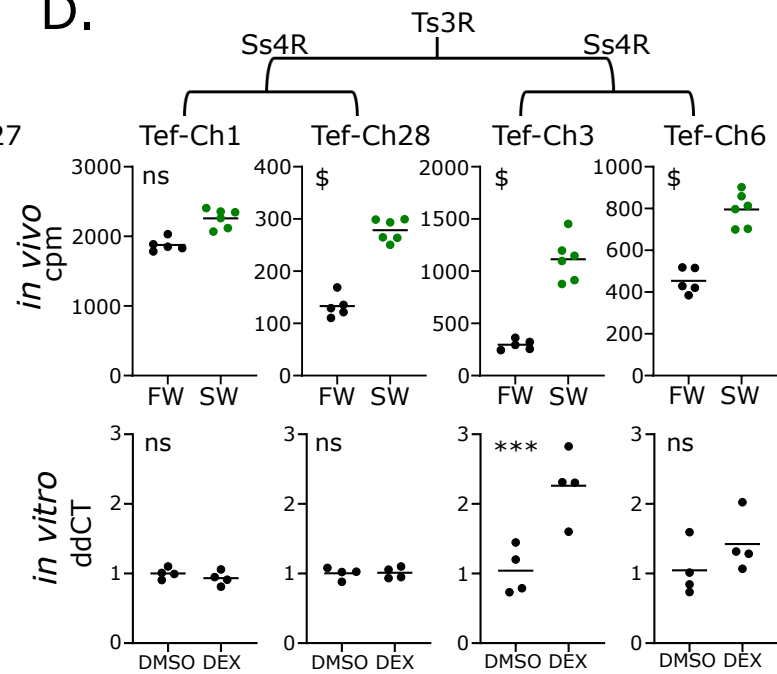 D.
Ts3R
Ss4R Ss4R
27
Tef-Ch1 Tef-Ch28 Tef-Ch3 Tef-Ch6
in vivo
cpm
3000 2000 1000 0
ns
FW SW
400 300 200 100 0
$
FW SW
2000 1500 1000 500 0
$
FW SW
1000 800 600 400 200 0
$
FW SW
in vitro
ddCT
3 2 1 0
ns
DMSO DEX
3 2 1 0
ns
DMSO DEX
3 2 1 0
***
DMSO DEX
3 2 1 0
ns
DMSO DEX